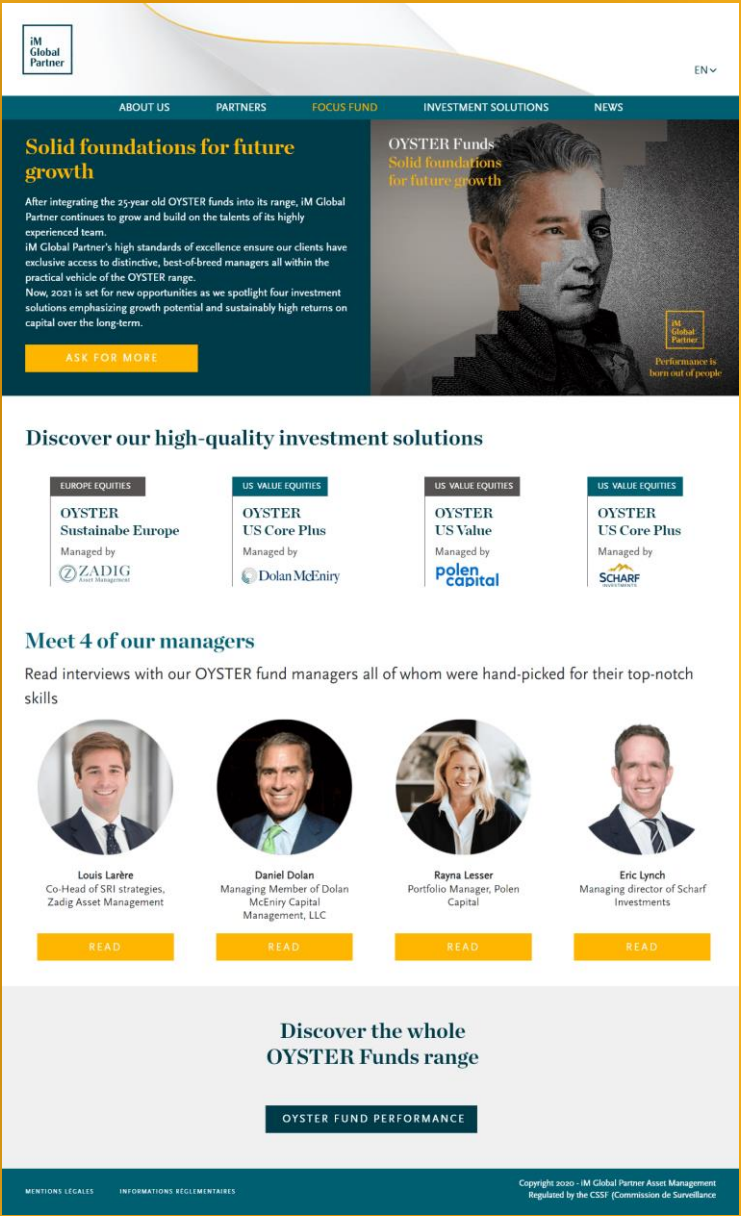 iM
Global
Partner
EN
ABOUT US
PARTNERS
FOCUS FUND
INVESTMENT SOLUTIONS
NEWS
Solid foundations for future
growth
After integrating the 25-year old OYSTER funds into its range, iM Global
Partner continues to grow and build on the talents of its highly
experienced team.
iM Global Partner's high standards of excellence ensure our clients have
exclusive access to distinctive, best-of-breed managers all within the
practical vehicle of the OYSTER range.
Now, 2021 is set for new opportunities as we spotlight four investment
solutions emphasizing growth potential and sustainably high returns on
capital over the long-term.
ASK FOR MORE
OYSTER Funds
Solid foundations
for future growth
iM
Global
Partner
Performance is
born out of people
Discover our high-quality investment solutions
EUROPE EQUITIES
OYSTER
Sustainabe Europe
Managed by
ZADIG
Asset Management
US VALUE EQUITIES
OYSTER
US Core Plus
Managed by
Dolan McEniry
US VALUE EQUITIES
OYSTER
US Value
Managed by
polen
capital
US VALUE EQUITIES
OYSTER
US Core Plus
Managed by
SCHARF
INVESTMENTS
Meet 4 of our managers
Read interviews with our OYSTER fund managers all of whom were hand-picked for their top-notch
skills
Louis Larère
Co-Head of SRI strategies,
Zadig Asset Management
READ
Daniel Dolan
Managing Member of Dolan
McEniry Capital
Management, LLC
READ
Rayna Lesser
Portfolio Manager, Polen
Capital
READ
Eric Lynch
Managing director of Scharf
Investments
READ
Discover the whole
OYSTER Funds range
OYSTER FUND PERFORMANCE
MENTIONS LÉGALES
INFORMATIONS RÉGLEMENTAIRES
Copyright 2020 - iM Global Partner Asset Management
Regulated by the CSSF (Commission de Surveillance